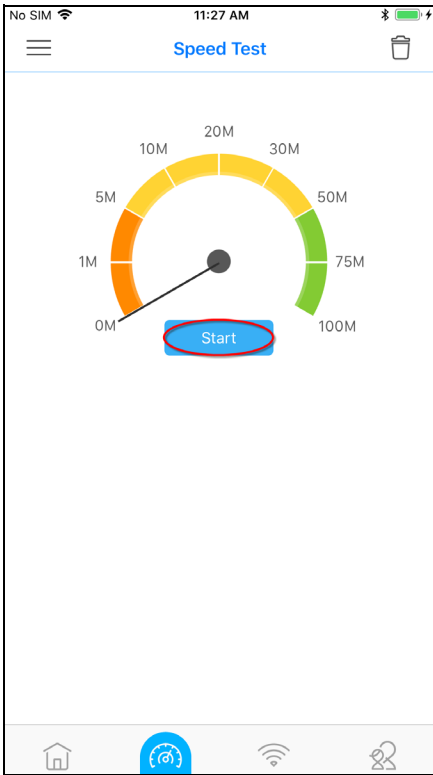 No SIM 11:27 AM
Speed Test
20M
10M 30M
5M 50M
1M 75M
0M 100M
Start